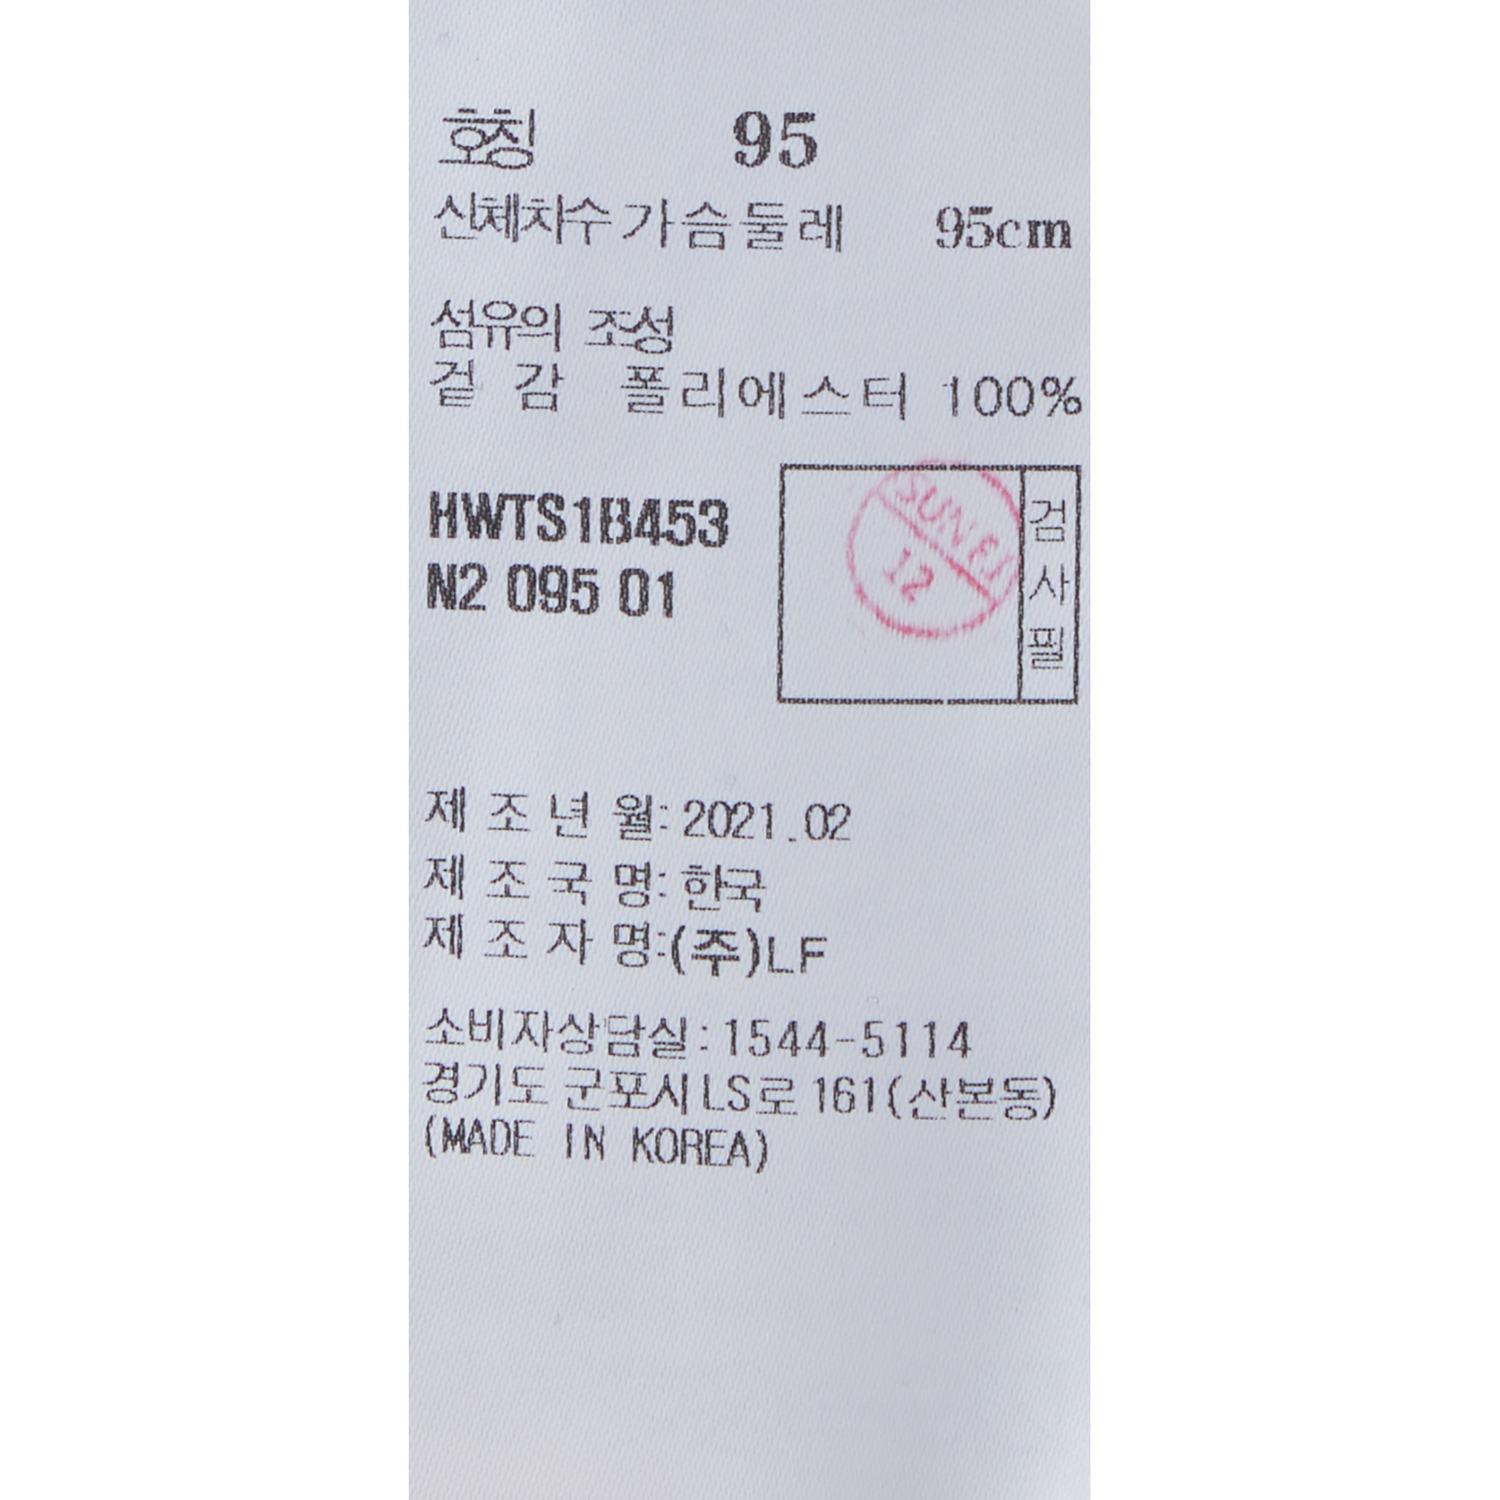 호칭 95
신체치수 가슴둘레 95cm
섬유의 조성
겉 감 폴리에스터 100%
HWTS1B453
N2 095 01
12
검사필
제 조 년 월: 2021.02
제 조 국 명: 한국
제 조 자 명:(주)LF
소비자상담실:1544-5114
경기도 군포시 LS로 161(산본동)
(MADE IN KOREA)